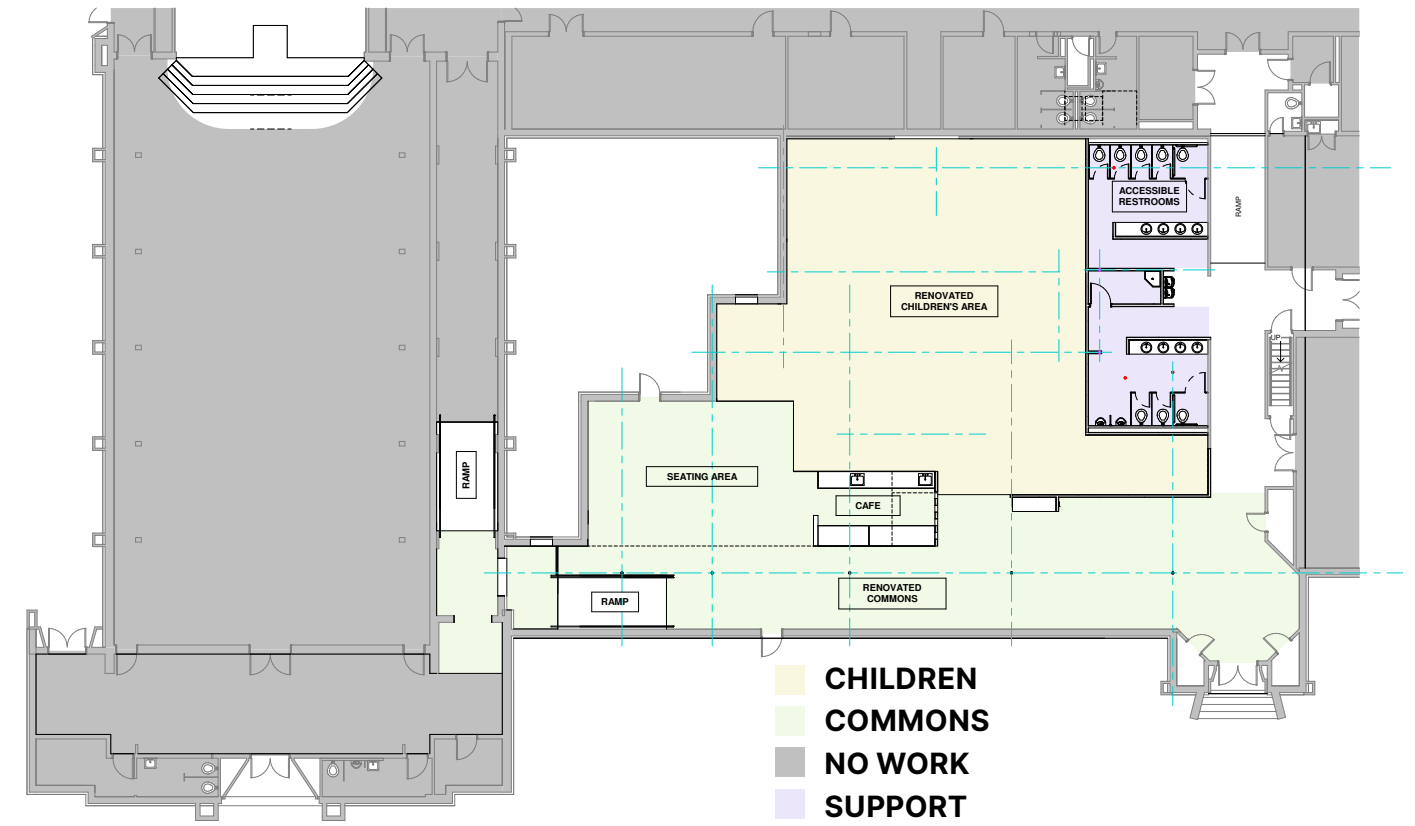 ACCESSIBLE
RESTROOMS
RAMP
RENOVATED
CHILDREN'S AREA
UP
RAMP
SEATING AREA
CAFE
RENOVATED
COMMONS
RAMP
CHILDREN
COMMONS
NO WORK
SUPPORT